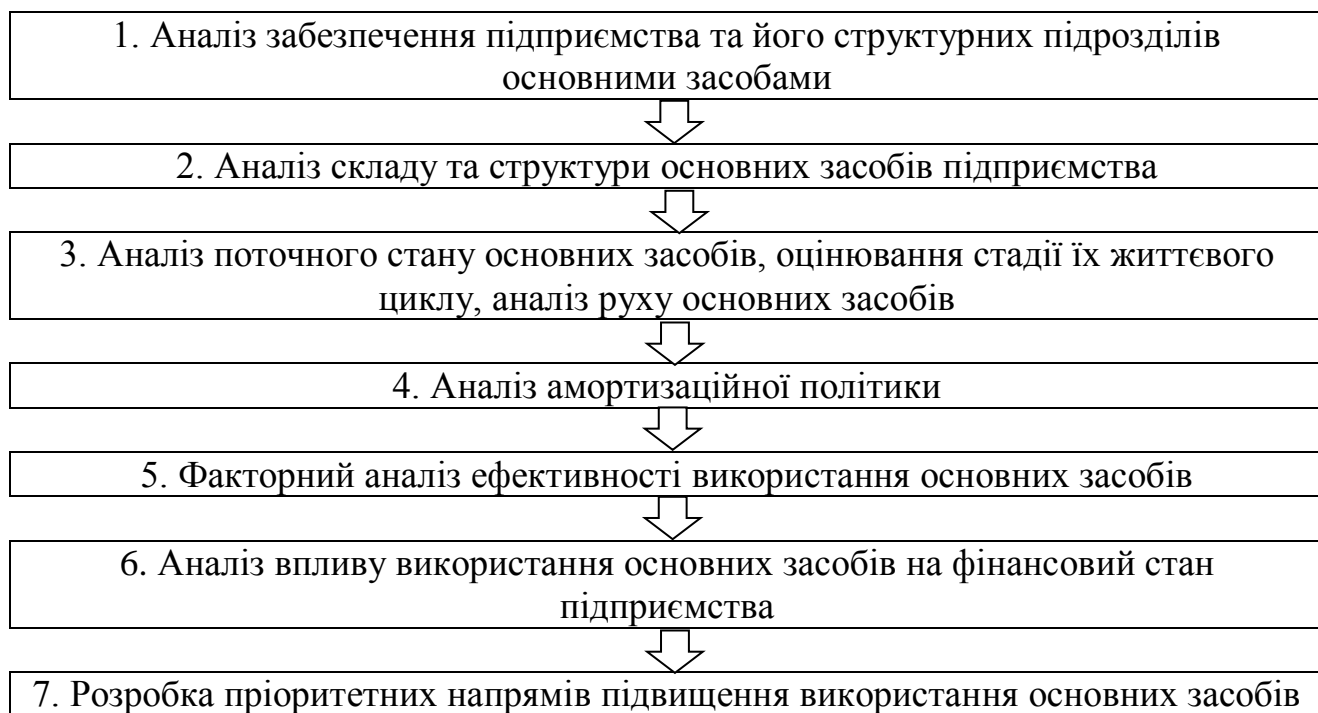 1. Аналіз забезпечення підприємства та його структурних підрозділів
основними засобами
2. Аналіз складу та структури основних засобів підприємства
3. Аналіз поточного стану основних засобів, оцінювання стадії їх життєвого
циклу, аналіз руху основних засобів
4. Аналіз амортизаційної політики
5. Факторний аналіз ефективності використання основних засобів
6. Аналіз впливу використання основних засобів на фінансовий стан
підприємства
7. Розробка пріоритетних напрямів підвищення використання основних засобів